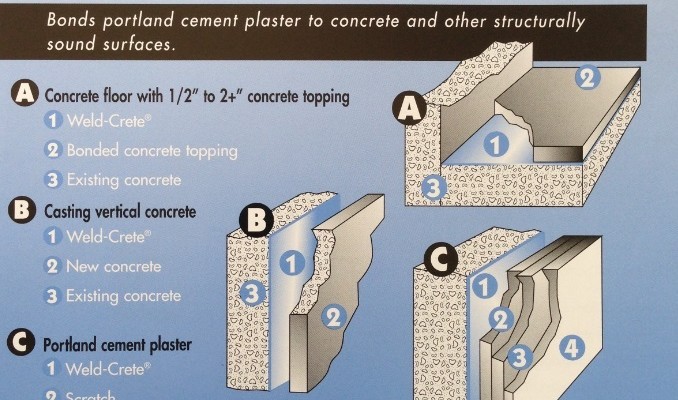 Bonds portland cement plaster to concrete and other structurally
sound surfaces.
A Concrete floor with 1/2" to 2+" concrete topping
1 Weld-Crete®
2 Bonded concrete topping
3 Existing concrete
B Casting vertical concrete
1 Weld-Crete®
2 New concrete
3 Existing concrete
C Portland cement plaster
1 Weld-Crete®
2 Scratch
A
2
1
3
B
1
3
2
C
1
2
3
4